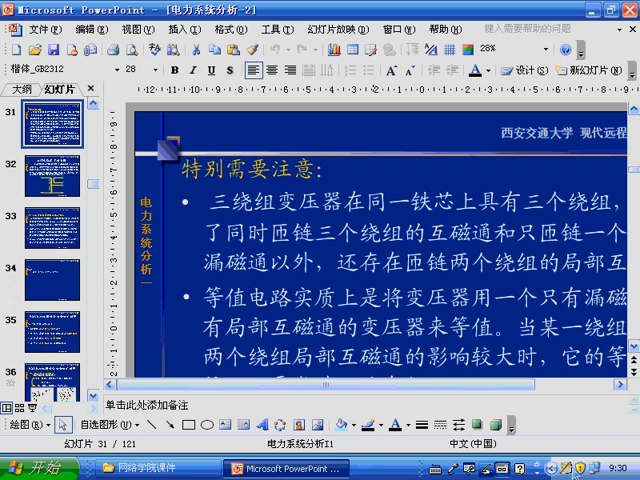 Microsoft PowerPoint - [电力系统分析-2]
文件(F) 编辑(E) 视图(V) 插入(I) 格式(O) 工具(T) 幻灯片放映(D) 窗口(W) 帮助(H) 键入需要帮助的问题
28%
楷体_GB2312 28 B I U S A A A 设计(S) 新幻灯片(N)
大纲 幻灯片
31
32
33
34
35
36
西安交通大学 现代远程
特别需要注意:
电力系统分析—
• 三绕组变压器在同一铁芯上具有三个绕组,
了同时匝链三个绕组的互磁通和只匝链一个
漏磁通以外，还存在匝链两个绕组的局部互
• 等值电路实质上是将变压器用一个只有漏磁
有局部互磁通的变压器来等值。当某一绕组
两个绕组局部互磁通的影响较大时，它的等
单击此处添加备注
绘图(R) 自选图形(U)
幻灯片 31 / 121 电力系统分析I1 中文(中国)
开始 网络学院课件 Microsoft PowerPoint ... 9:30